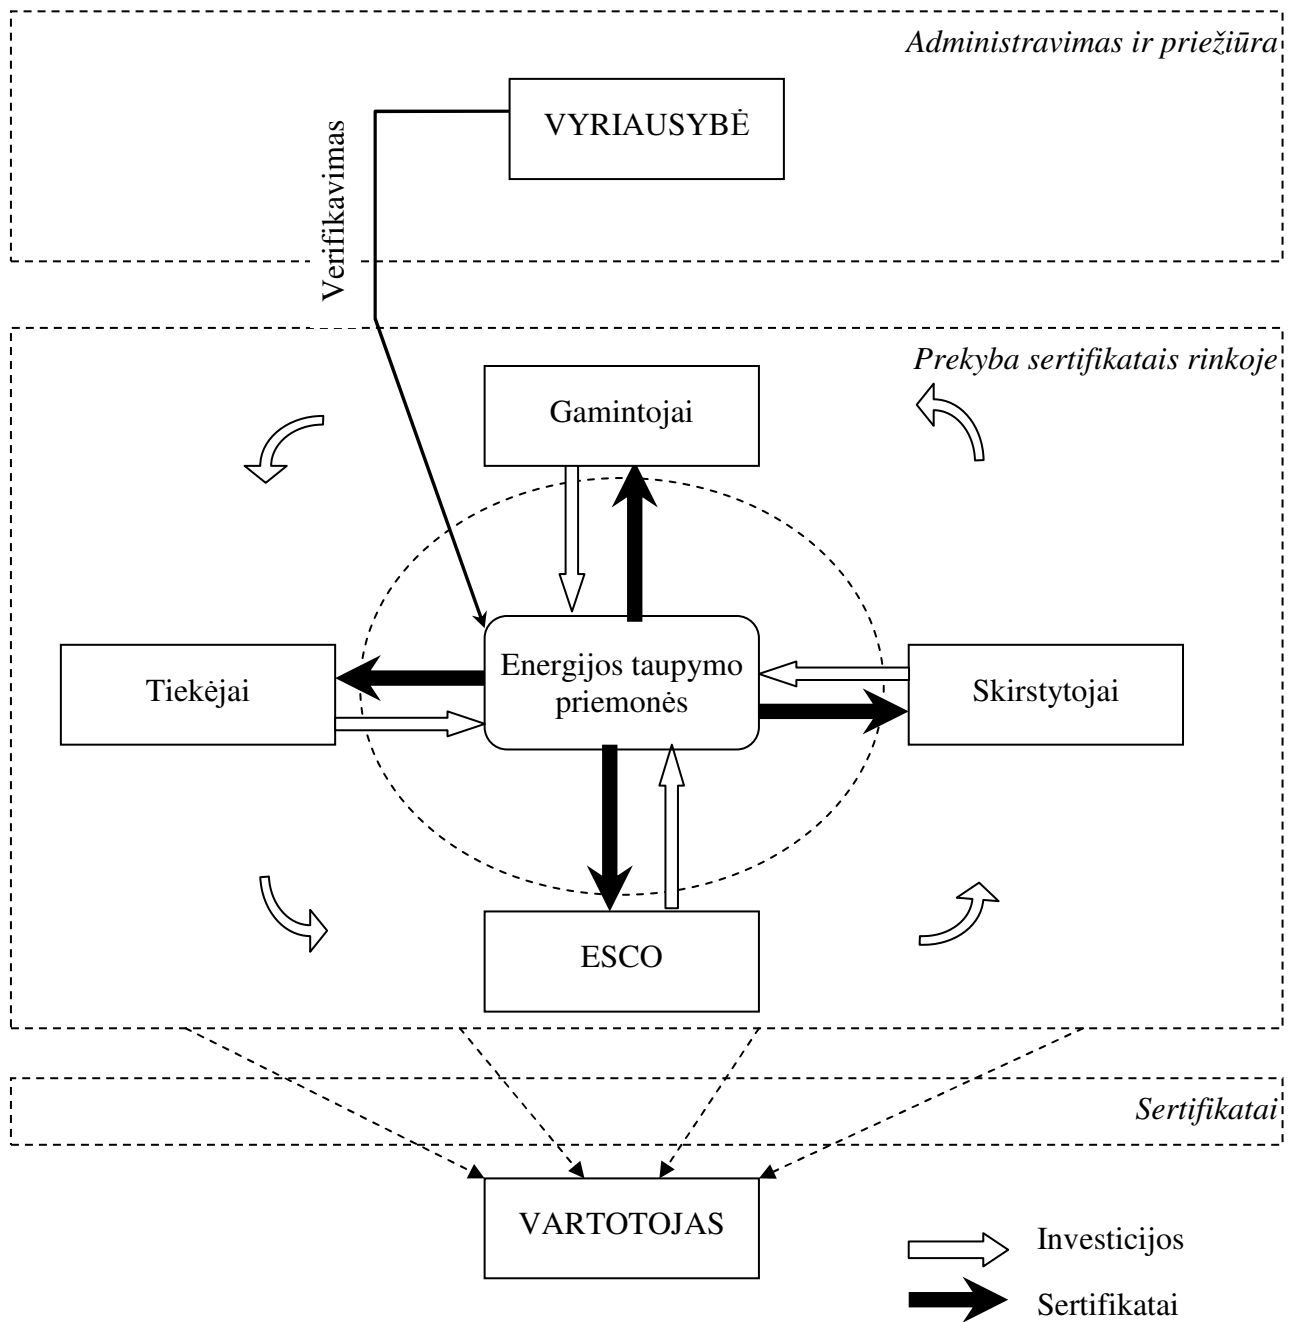 Administravimas ir priežiūra
VYRIAUSYBĖ
Verifikavimas
Prekyba sertifikatais rinkoje
Gamintojai
Energijos taupymo
priemonės
Tiekėjai
Skirstytojai
ESCO
Sertifikatai
VARTOTOJAS
Investicijos
Sertifikatai